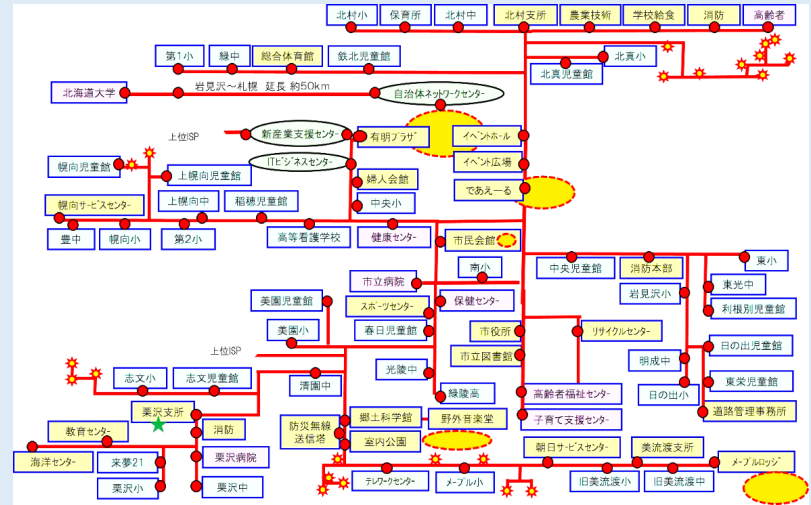 北村小
保育所
北村中
北村支所
農業技術
学校給食
消防
高齢者
第1小
緑中
総合体育館
鉄北児童館
北真小
北真児童館
北海道大学
岩見沢～札幌 延長 約50km
自治体ネットワークセンター
上位ISP
新産業支援センター
有明プラザ
イベントホール
ITビジネスセンター
イベント広場
幌向児童館
上幌向児童館
婦人会館
であえーる
幌向サービスセンター
上幌向中
稲穂児童館
中央小
豊中
幌向小
第2小
高等看護学校
健康センター
市民会館
南小
中央児童館
消防本部
東小
市立病院
岩見沢小
東光中
美園児童館
スポーツセンター
保健センター
利根別児童館
美園小
春日児童館
市役所
リサイクルセンター
上位ISP
市立図書館
日の出児童館
光陵中
明成中
志文小
志文児童館
清園中
緑陵高
高齢者福祉センター
日の出小
東栄児童館
栗沢支所
防災無線
送信塔
郷土科学館
野外音楽堂
子育て支援センター
道路管理事務所
教育センター
消防
室内公園
朝日サービスセンター
美流渡支所
海洋センター
来夢21
栗沢病院
メープルロッジ
栗沢小
栗沢中
テレワークセンター
メープル小
旧美流渡小
旧美流渡中